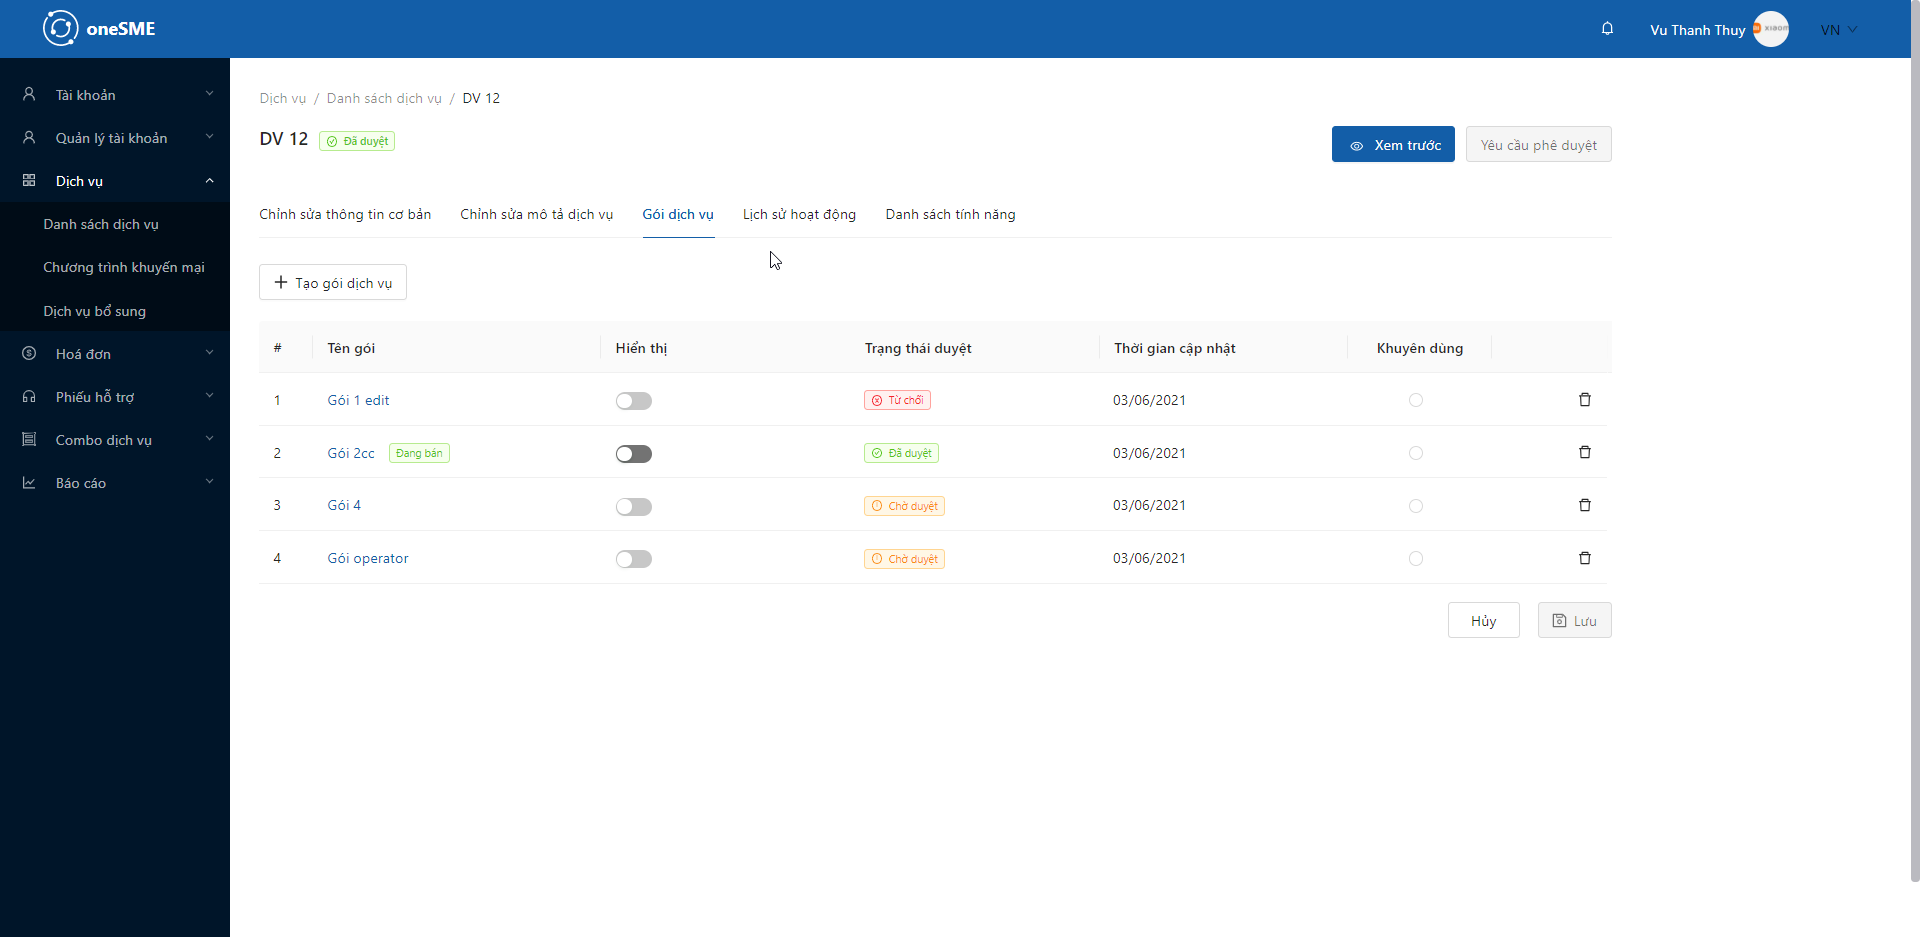 oneSME
Vu Thanh Thuy
VN
Tài khoản
Quản lý tài khoản
Dịch vụ
Danh sách dịch vụ
Chương trình khuyến mại
Dịch vụ bổ sung
Hoá đơn
Phiếu hỗ trợ
Combo dịch vụ
Báo cáo
Dịch vụ / Danh sách dịch vụ / DV 12
DV 12 Đã duyệt
Xem trước
Yêu cầu phê duyệt
Chỉnh sửa thông tin cơ bản Chỉnh sửa mô tả dịch vụ Gói dịch vụ Lịch sử hoạt động Danh sách tính năng
Tạo gói dịch vụ
# Tên gói Hiển thị Trạng thái duyệt Thời gian cập nhật Khuyên dùng
1 Gói 1 edit Từ chối 03/06/2021
2 Gói 2cc Đang bán Đã duyệt 03/06/2021
3 Gói 4 Chờ duyệt 03/06/2021
4 Gói operator Chờ duyệt 03/06/2021
Hủy Lưu